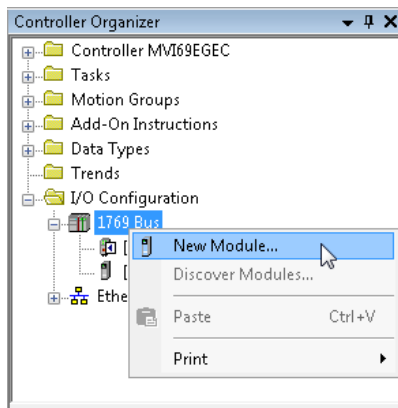 Controller Organizer
Controller MVI69EGEC
Tasks
Motion Groups
Add-On Instructions
Data Types
Trends
I/O Configuration
1769 Bus
[
New Module...
[
Discover Modules...
Ethe
Paste Ctrl+V
Print